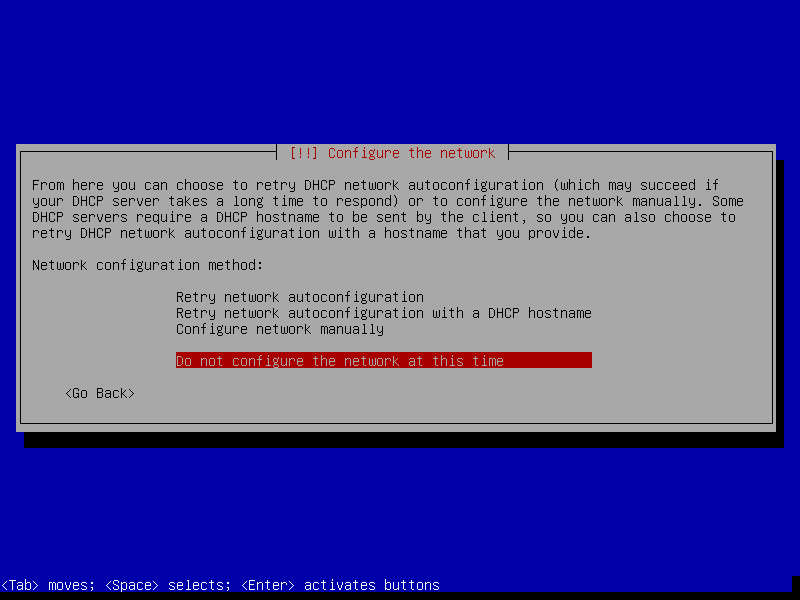 [!!] Configure the network
From here you can choose to retry DHCP network autoconfiguration (which may succeed if
your DHCP server takes a long time to respond) or to configure the network manually. Some
DHCP servers require a DHCP hostname to be sent by the client, so you can also choose to
retry DHCP network autoconfiguration with a hostname that you provide.
Network configuration method:
Retry network autoconfiguration
Retry network autoconfiguration with a DHCP hostname
Configure network manually
Do not configure the network at this time
<Go Back>
<Tab> moves; <Space> selects; <Enter> activates buttons